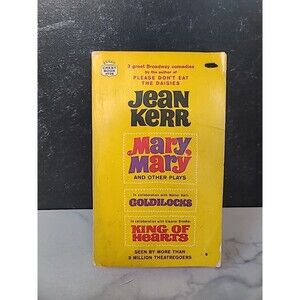 CREST BOOK
3 great Broadway comedies
by the author of
PLEASE DON'T EAT
THE DAISIES
JEAN
KERR
Mary,
Mary
AND OTHER PLAYS
In collaboration with Walter Kerr
GOLDILOCKS
In collaboration with Eleanor Brooke
KING OF
HEARTS
SEEN BY MORE THAN
3 MILLION THEATREGOERS